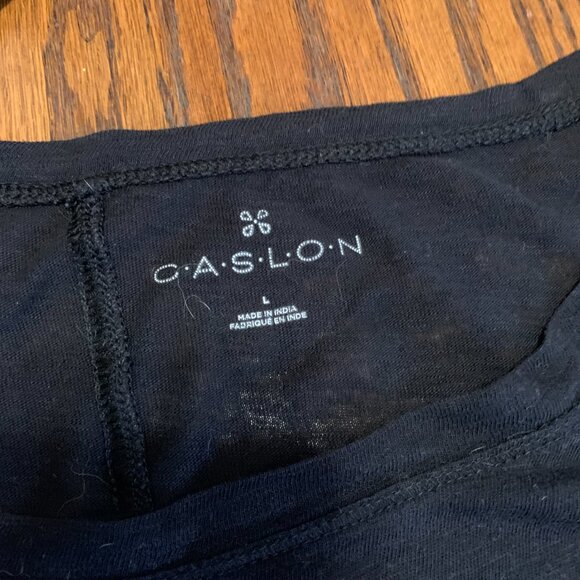 C·A·S·L·O·N
L
MADE IN INDIA
FABRIQUÉ EN INDE